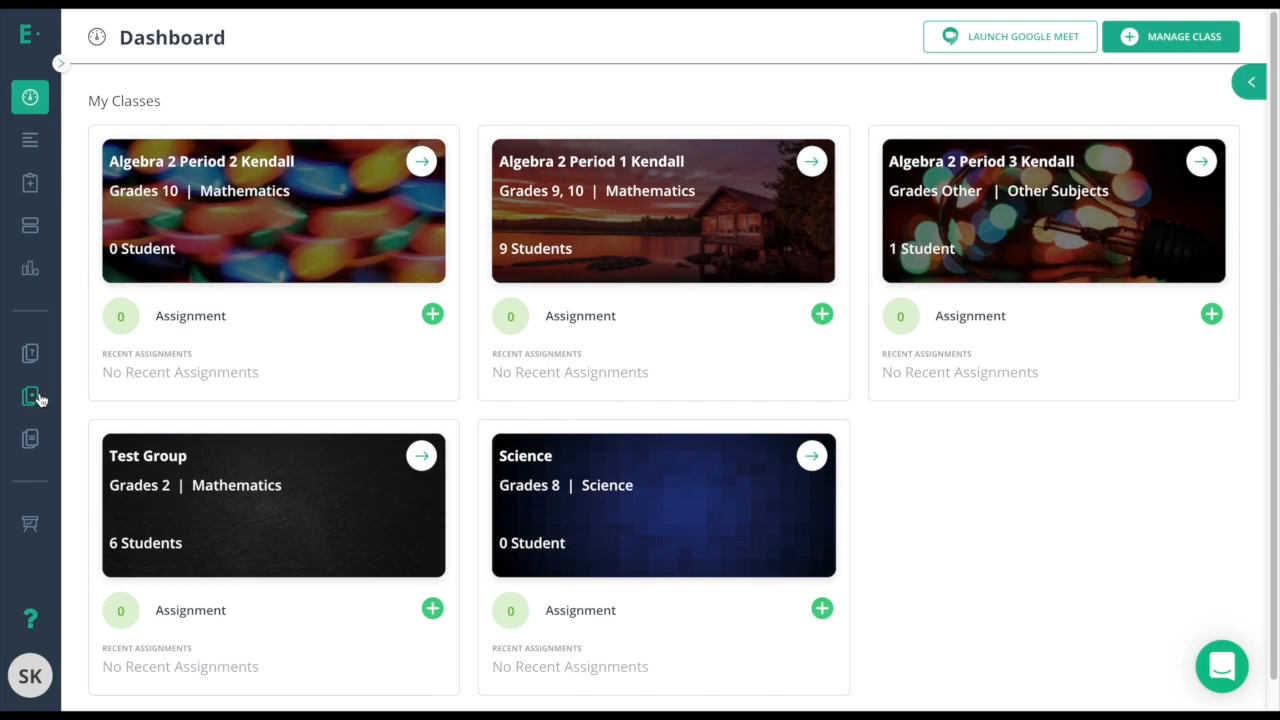 E
Dashboard
LAUNCH GOOGLE MEET
MANAGE CLASS
My Classes
Algebra 2 Period 2 Kendall
Grades 10 | Mathematics
0 Student
0 Assignment
RECENT ASSIGNMENTS
No Recent Assignments
Algebra 2 Period 1 Kendall
Grades 9, 10 | Mathematics
9 Students
0 Assignment
RECENT ASSIGNMENTS
No Recent Assignments
Algebra 2 Period 3 Kendall
Grades Other | Other Subjects
1 Student
0 Assignment
RECENT ASSIGNMENTS
No Recent Assignments
Test Group
Grades 2 | Mathematics
6 Students
0 Assignment
RECENT ASSIGNMENTS
No Recent Assignments
Science
Grades 8 | Science
0 Student
0 Assignment
RECENT ASSIGNMENTS
No Recent Assignments
?
SK